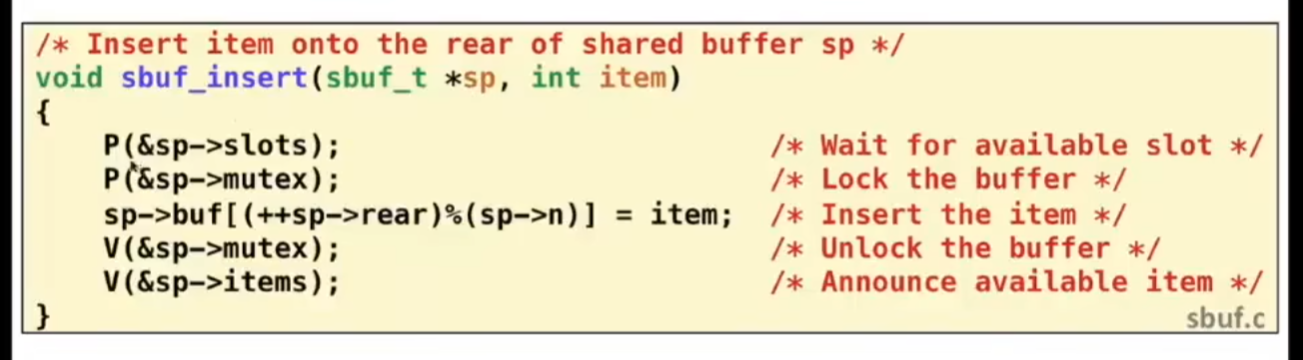 /* Insert item onto the rear of shared buffer sp */
void sbuf_insert(sbuf_t *sp, int item)
{
    P(&sp->slots);                         /* Wait for available slot */
    P(&sp->mutex);                         /* Lock the buffer */
    sp->buf[(++sp->rear)%(sp->n)] = item;  /* Insert the item */
    V(&sp->mutex);                         /* Unlock the buffer */
    V(&sp->items);                         /* Announce available item */
}
sbuf.c